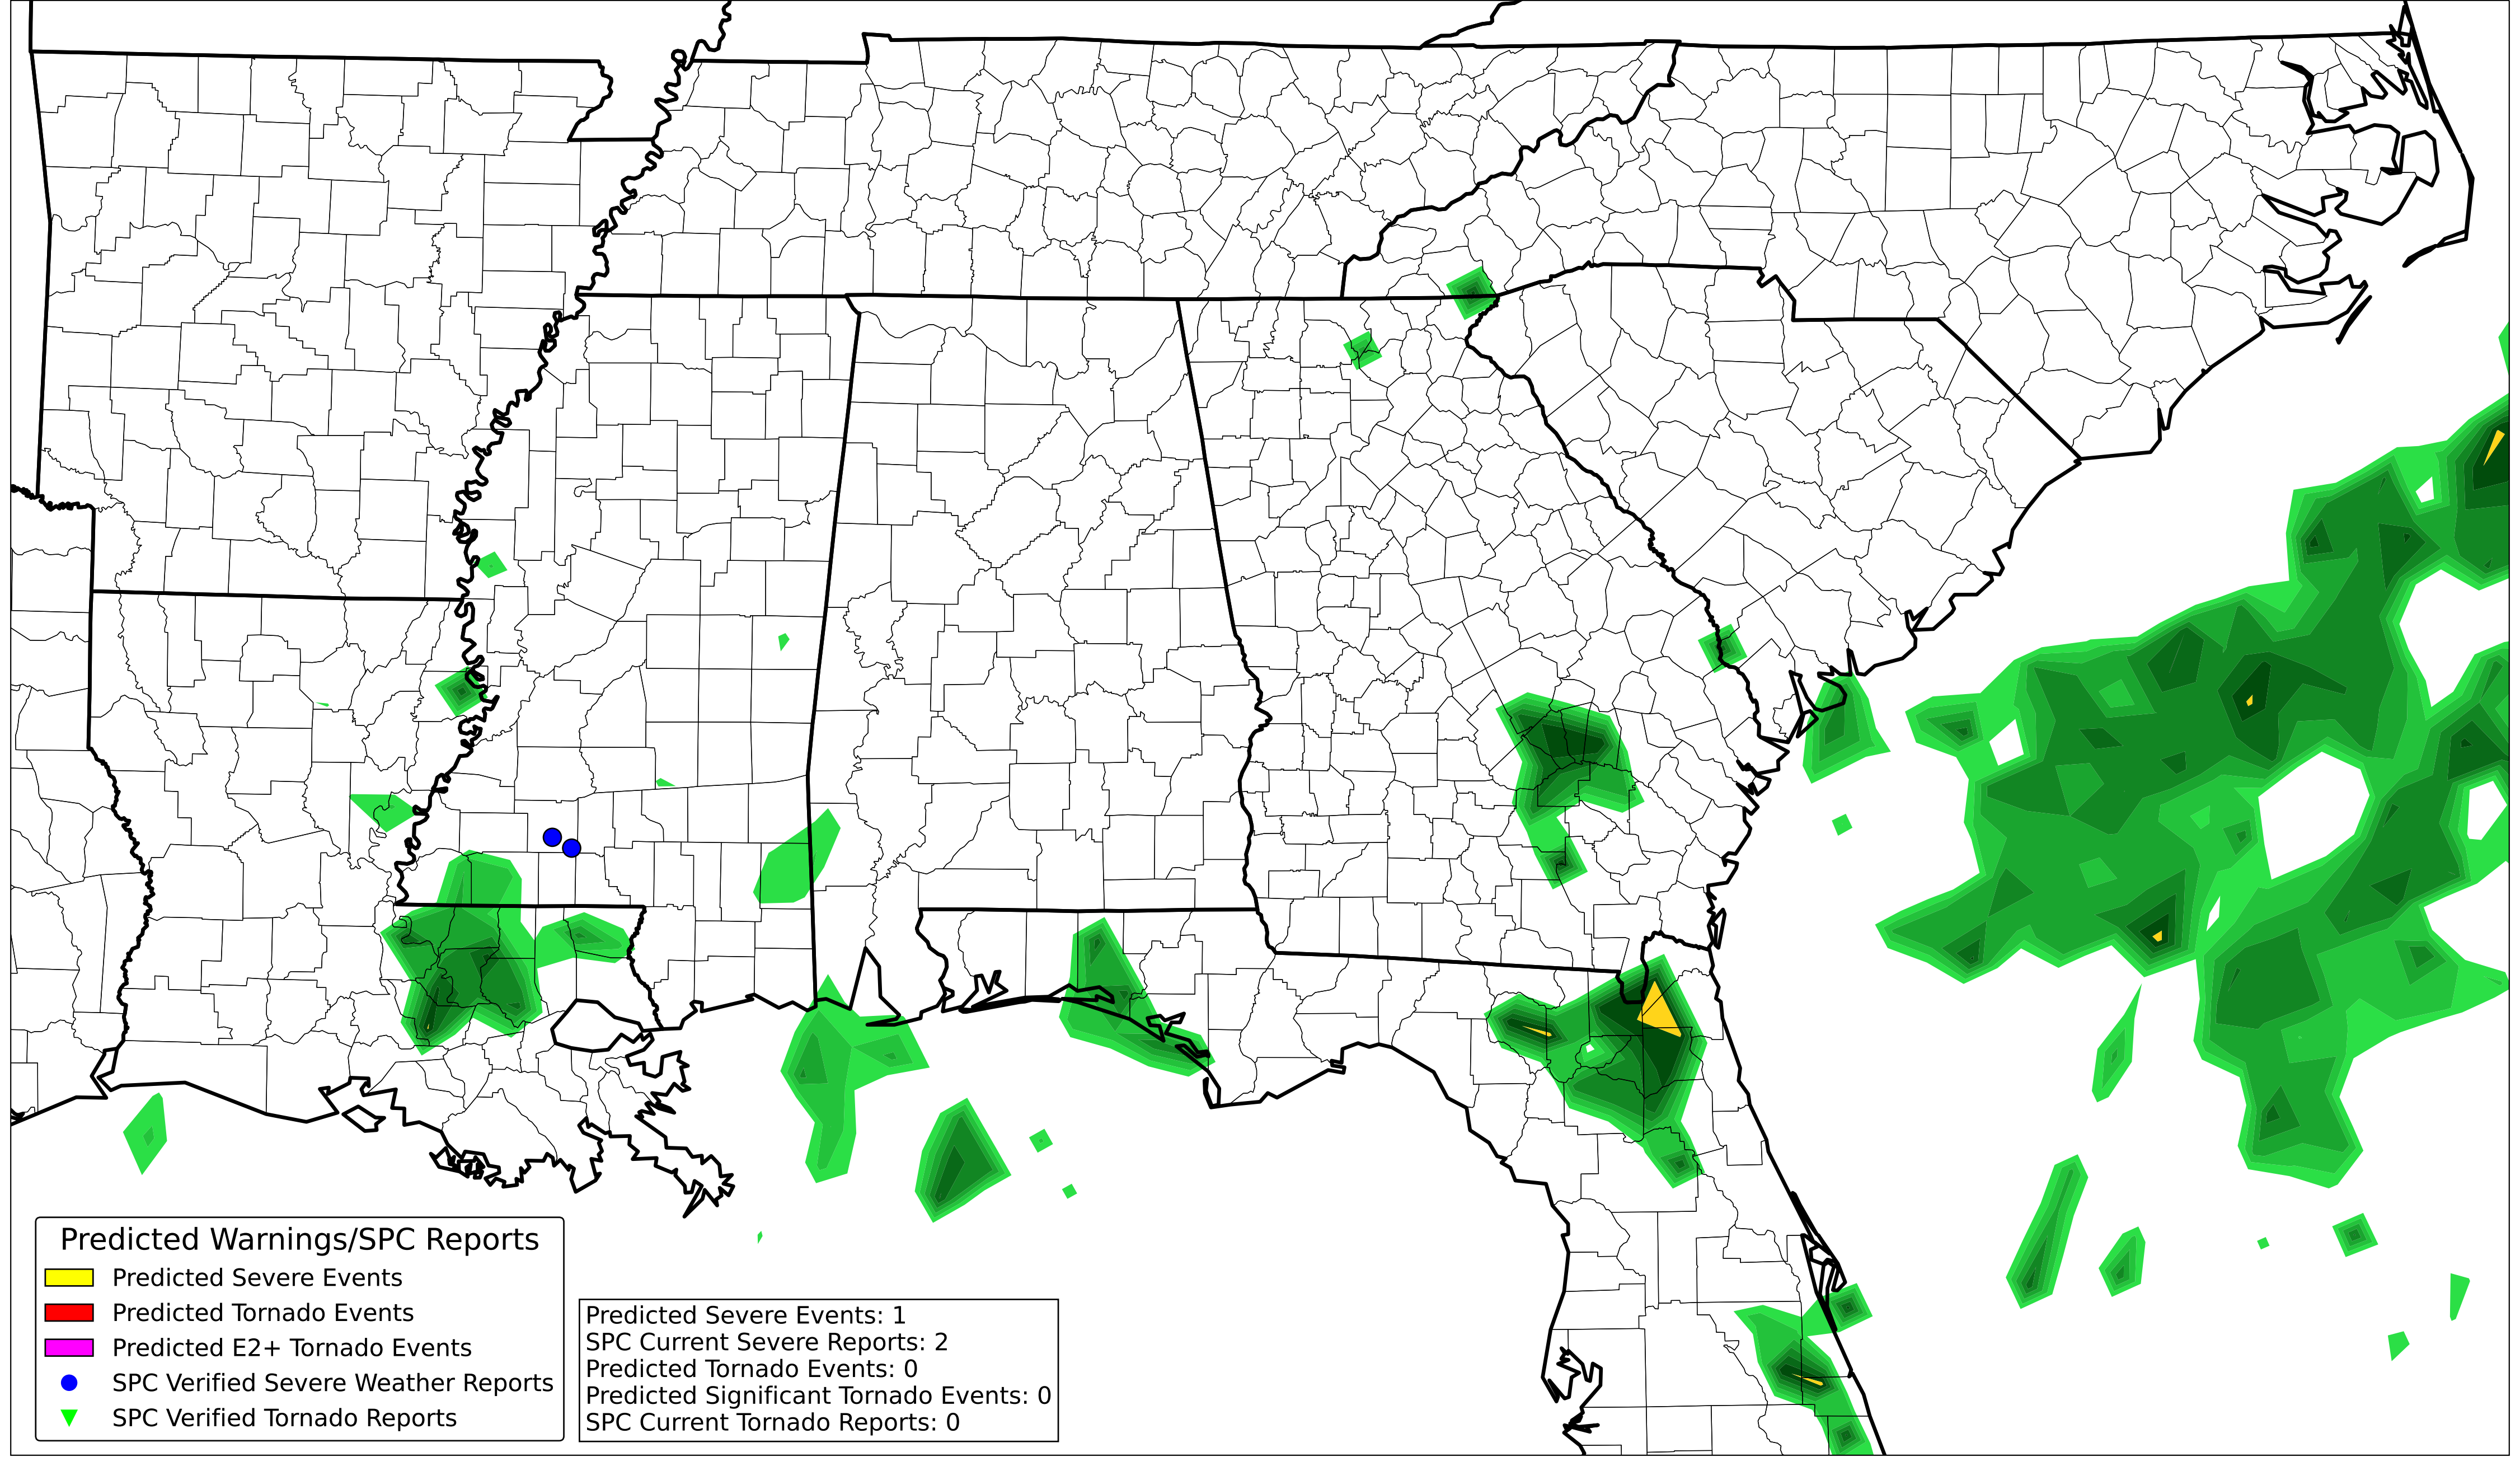 Predicted Warnings/SPC Reports
Predicted Severe Events
Predicted Tornado Events
Predicted E2+ Tornado Events
SPC Verified Severe Weather Reports
SPC Verified Tornado Reports
Predicted Severe Events: 1
SPC Current Severe Reports: 2
Predicted Tornado Events: 0
Predicted Significant Tornado Events: 0
SPC Current Tornado Reports: 0